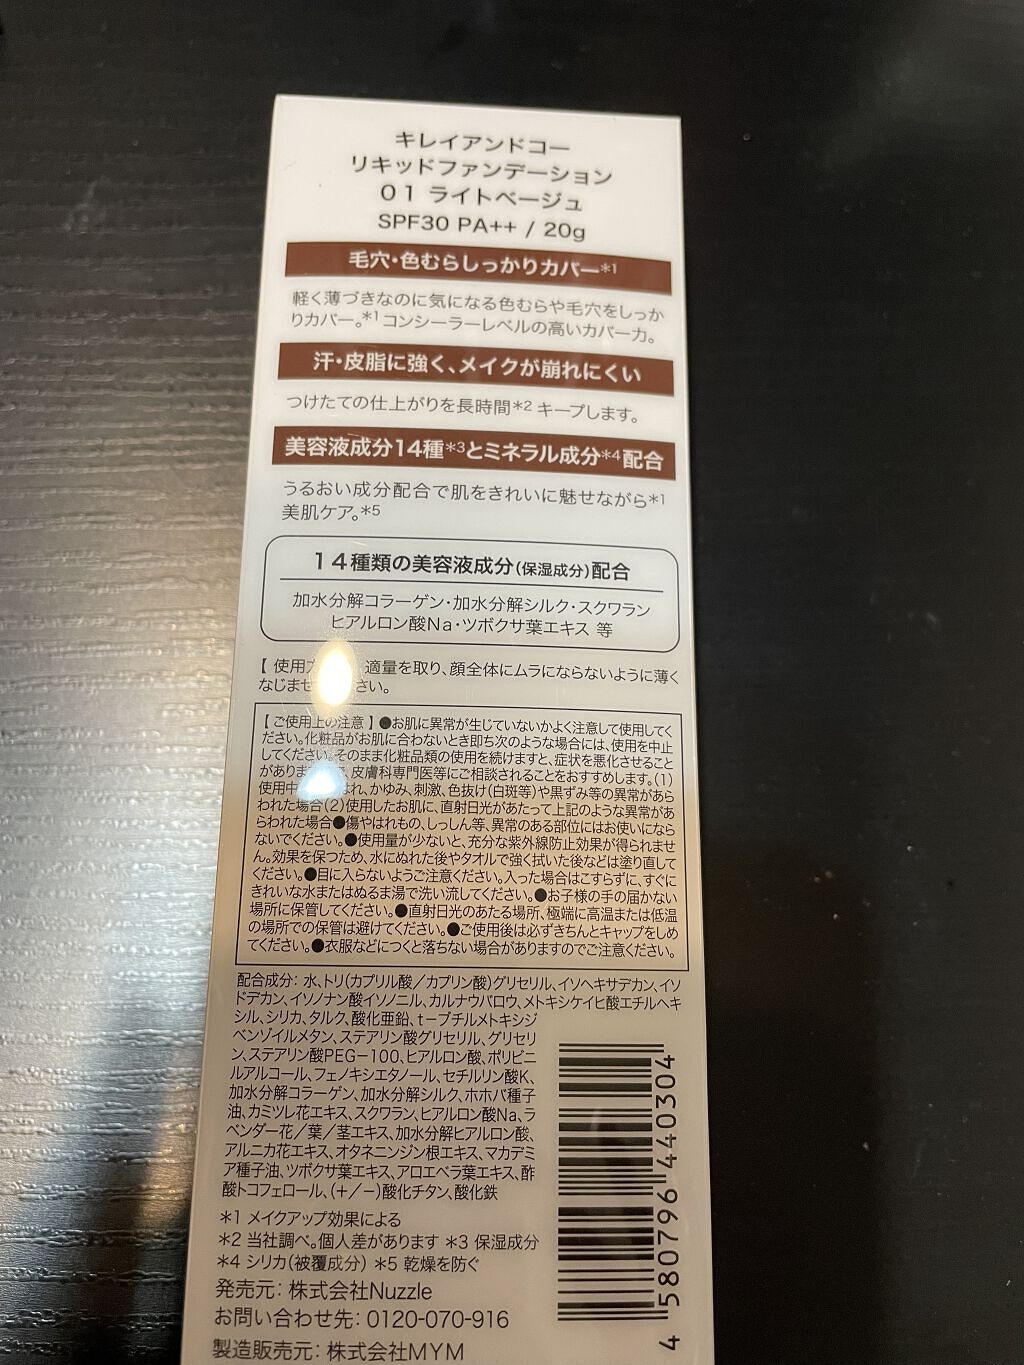 キレイアンドコー
リキッドファンデーション
01 ライトベージュ
SPF30 PA++ / 20g
毛穴・色むらしっかりカバー*1
軽く薄づきなのに気になる色むらや毛穴をしっか
りカバー。*1コンシーラーレベルの高いカバー力。
汗・皮脂に強く、メイクが崩れにくい
つけたての仕上がりを長時間*2 キープします。
美容液成分14種*3とミネラル成分*4配合
うるおい成分配合で肌をきれいに魅せながら*1
美肌ケア。*5
14種類の美容液成分(保湿成分)配合
加水分解コラーゲン・加水分解シルク・スクワラン
ヒアルロン酸Na・ツボクサ葉エキス 等
【 使用 適量を取り、顔全体にムラにならないように薄く
なじませ さい。
【 ご使用上の注意 】●お肌に異常が生じていないかよく注意して使用してく
ださい。化粧品がお肌に合わないとき即ち次のような場合には、使用を中止
してください。そのまま化粧品類の使用を続けますと、症状を悪化させること
がありま 、皮膚科専門医等にご相談されることをおすすめします。(1)
使用中 れ、かゆみ、刺激、色抜け(白斑等)や黒ずみ等の異常があら
われた場合(2)使用したお肌に、直射日光があたって上記のような異常があ
らわれた場合●傷やはれもの、しっしん等、異常のある部位にはお使いになら
ないでください。●使用量が少ないと、充分な紫外線防止効果が得られませ
ん。効果を保つため、水にぬれた後やタオルで強く拭いた後などは塗り直して
ください。●目に入らないようご注意ください。入った場合はこすらずに、すぐに
きれいな水またはぬるま湯で洗い流してください。●お子様の手の届かない
場所に保管してください。●直射日光のあたる場所、極端に高温または低温
の場所での保管は避けてください。●ご使用後は必ずきちんとキャップをしめ
てください。●衣服などにつくと落ちない場合がありますのでご注意ください。
配合成分: 水、トリ(カプリル酸/カプリン酸)グリセリル、イソヘキサデカン、イソ
ドデカン、イソノナン酸イソノニル、カルナウバロウ、メトキシケイヒ酸エチルヘキ
シル、シリカ、タルク、酸化亜鉛、t-ブチルメトキシジ
ベンゾイルメタン、ステアリン酸グリセリル、グリセリ
ン、ステアリン酸PEG-100、ヒアルロン酸、ポリビニ
ルアルコール、フェノキシエタノール、セチルリン酸K、
加水分解コラーゲン、加水分解シルク、ホホバ種子
油、カミツレ花エキス、スクワラン、ヒアルロン酸Na、ラ
ベンダー花/葉/茎エキス、加水分解ヒアルロン酸、
アルニカ花エキス、オタネニンジン根エキス、マカデミ
ア種子油、ツボクサ葉エキス、アロエベラ葉エキス、酢
酸トコフェロール、(+/-)酸化チタン、酸化鉄
*1 メイクアップ効果による
*2 当社調べ。個人差があります *3 保湿成分
*4 シリカ(被覆成分) *5 乾燥を防ぐ
発売元: 株式会社Nuzzle
お問い合わせ先: 0120-070-916
製造販売元: 株式会社MYM
4 580796 440304